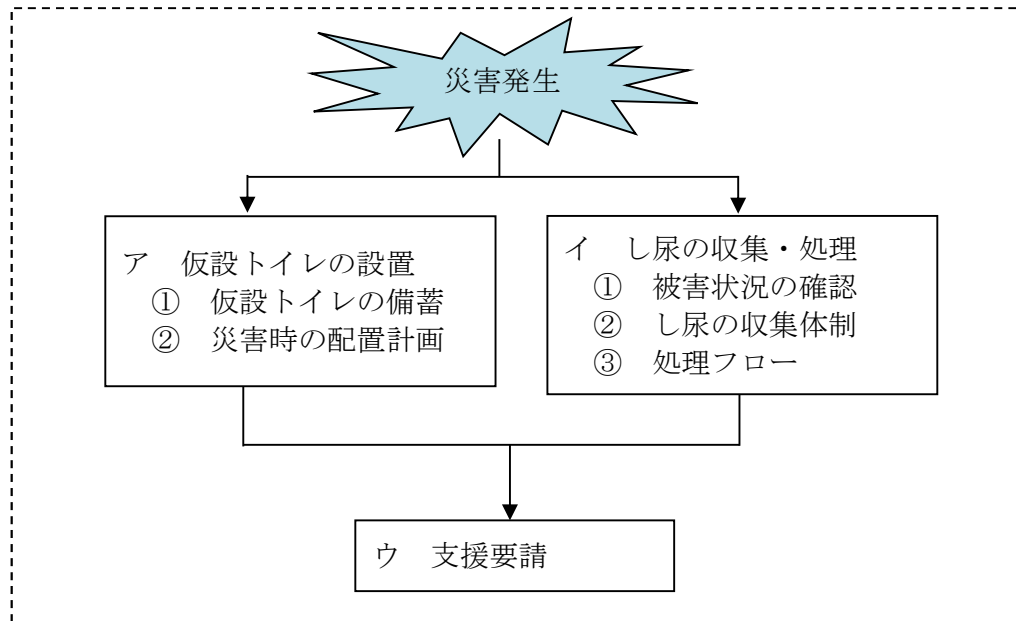 災害発生
ア　仮設トイレの設置
①　仮設トイレの備蓄
②　災害時の配置計画
イ　し尿の収集・処理
①　被害状況の確認
②　し尿の収集体制
③　処理フロー
ウ　支援要請